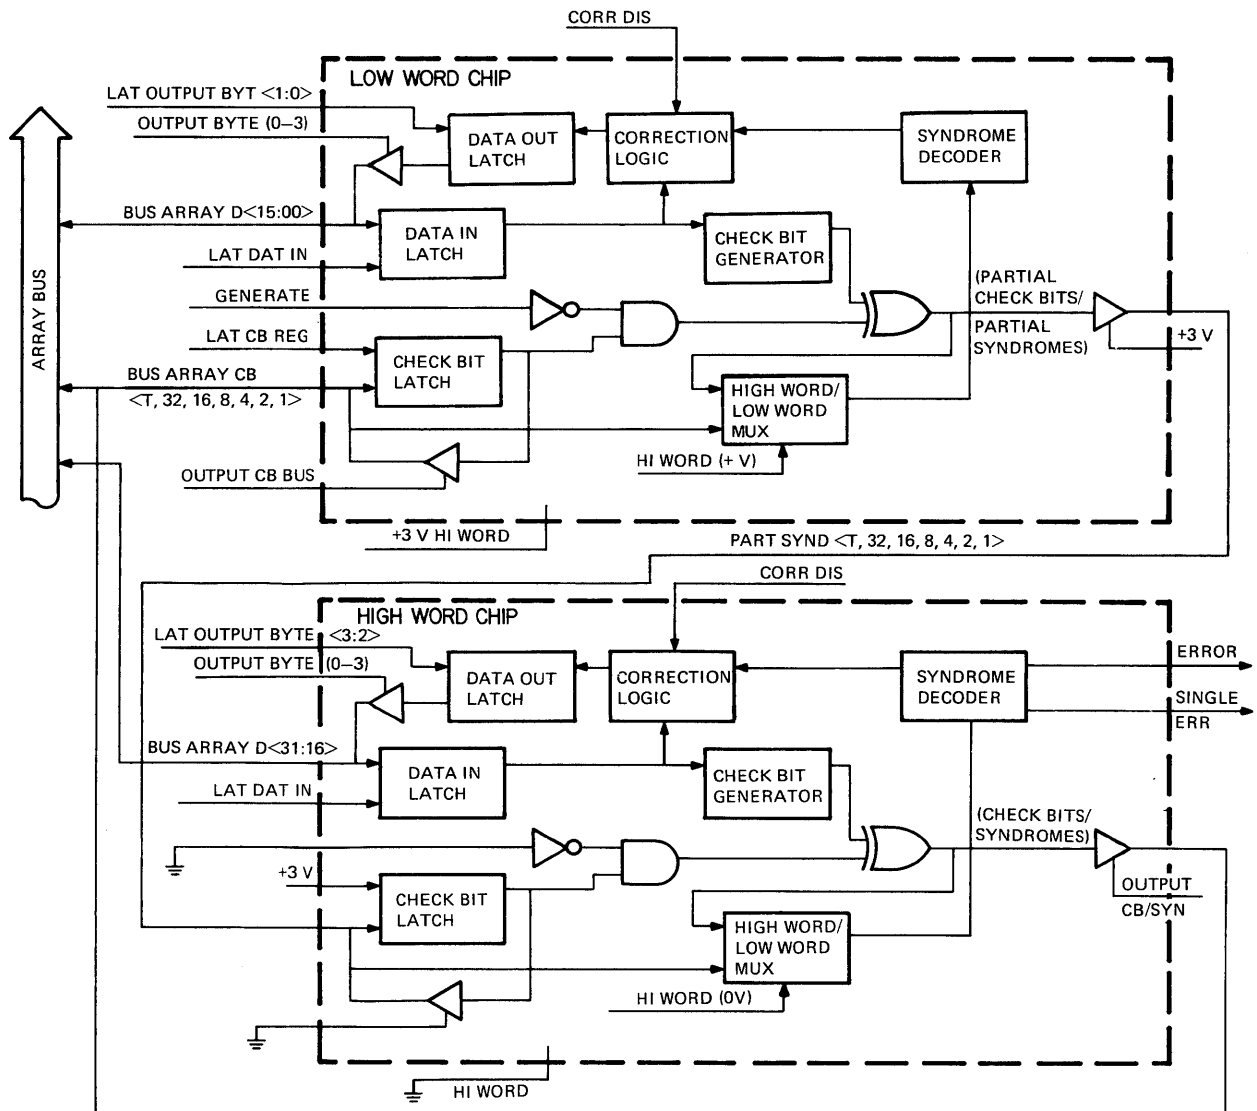 CORR DIS
LOW WORD CHIP
LAT OUTPUT BYT <1:0>
OUTPUT BYTE (0–3)
DATA OUT
LATCH
CORRECTION
LOGIC
SYNDROME
DECODER
BUS ARRAY D<15:00>
DATA IN
LATCH
LAT DAT IN
CHECK BIT
GENERATOR
GENERATE
(PARTIAL
CHECK BITS/
PARTIAL
SYNDROMES)
ARRAY BUS
LAT CB REG
CHECK BIT
LATCH
+3 V
BUS ARRAY CB
<T, 32, 16, 8, 4, 2, 1>
HIGH WORD/
LOW WORD
MUX
HI WORD (+ V)
OUTPUT CB BUS
+3 V HI WORD
PART SYND <T, 32, 16, 8, 4, 2, 1>
CORR DIS
HIGH WORD CHIP
LAT OUTPUT BYTE <3:2>
OUTPUT BYTE (0–3)
DATA OUT
LATCH
CORRECTION
LOGIC
SYNDROME
DECODER
ERROR
SINGLE
ERR
BUS ARRAY D<31:16>
DATA IN
LATCH
LAT DAT IN
CHECK BIT
GENERATOR
(CHECK BITS/
SYNDROMES)
+3 V
CHECK BIT
LATCH
OUTPUT
CB/SYN
HIGH WORD/
LOW WORD
MUX
HI WORD (0V)
HI WORD